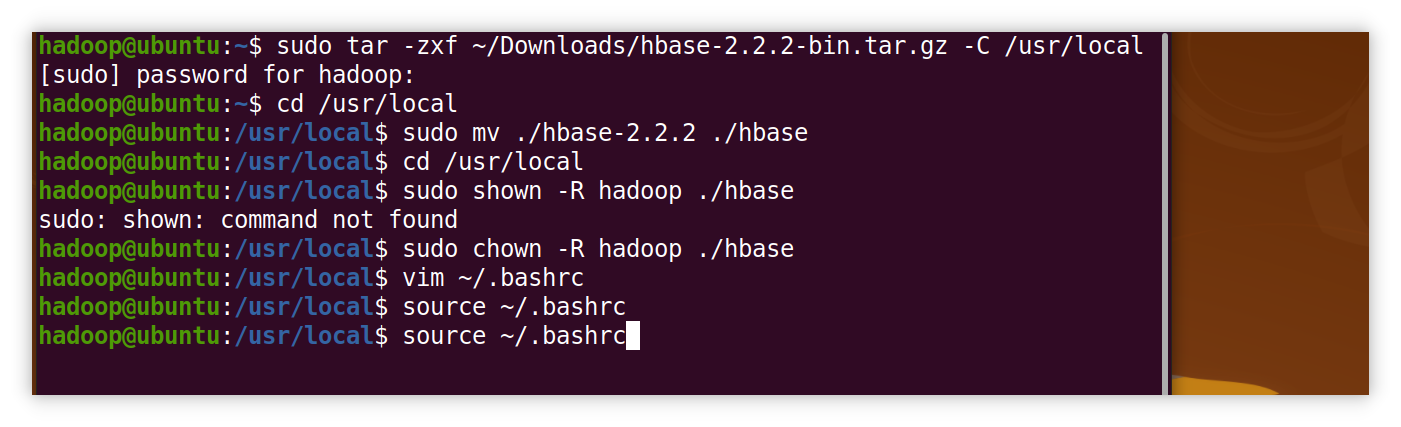 hadoop@ubuntu:~$ sudo tar -zxf ~/Downloads/hbase-2.2.2-bin.tar.gz -C /usr/local
[sudo] password for hadoop:
hadoop@ubuntu:~$ cd /usr/local
hadoop@ubuntu:/usr/local$ sudo mv ./hbase-2.2.2 ./hbase
hadoop@ubuntu:/usr/local$ cd /usr/local
hadoop@ubuntu:/usr/local$ sudo shown -R hadoop ./hbase
sudo: shown: command not found
hadoop@ubuntu:/usr/local$ sudo chown -R hadoop ./hbase
hadoop@ubuntu:/usr/local$ vim ~/.bashrc
hadoop@ubuntu:/usr/local$ source ~/.bashrc
hadoop@ubuntu:/usr/local$ source ~/.bashrc